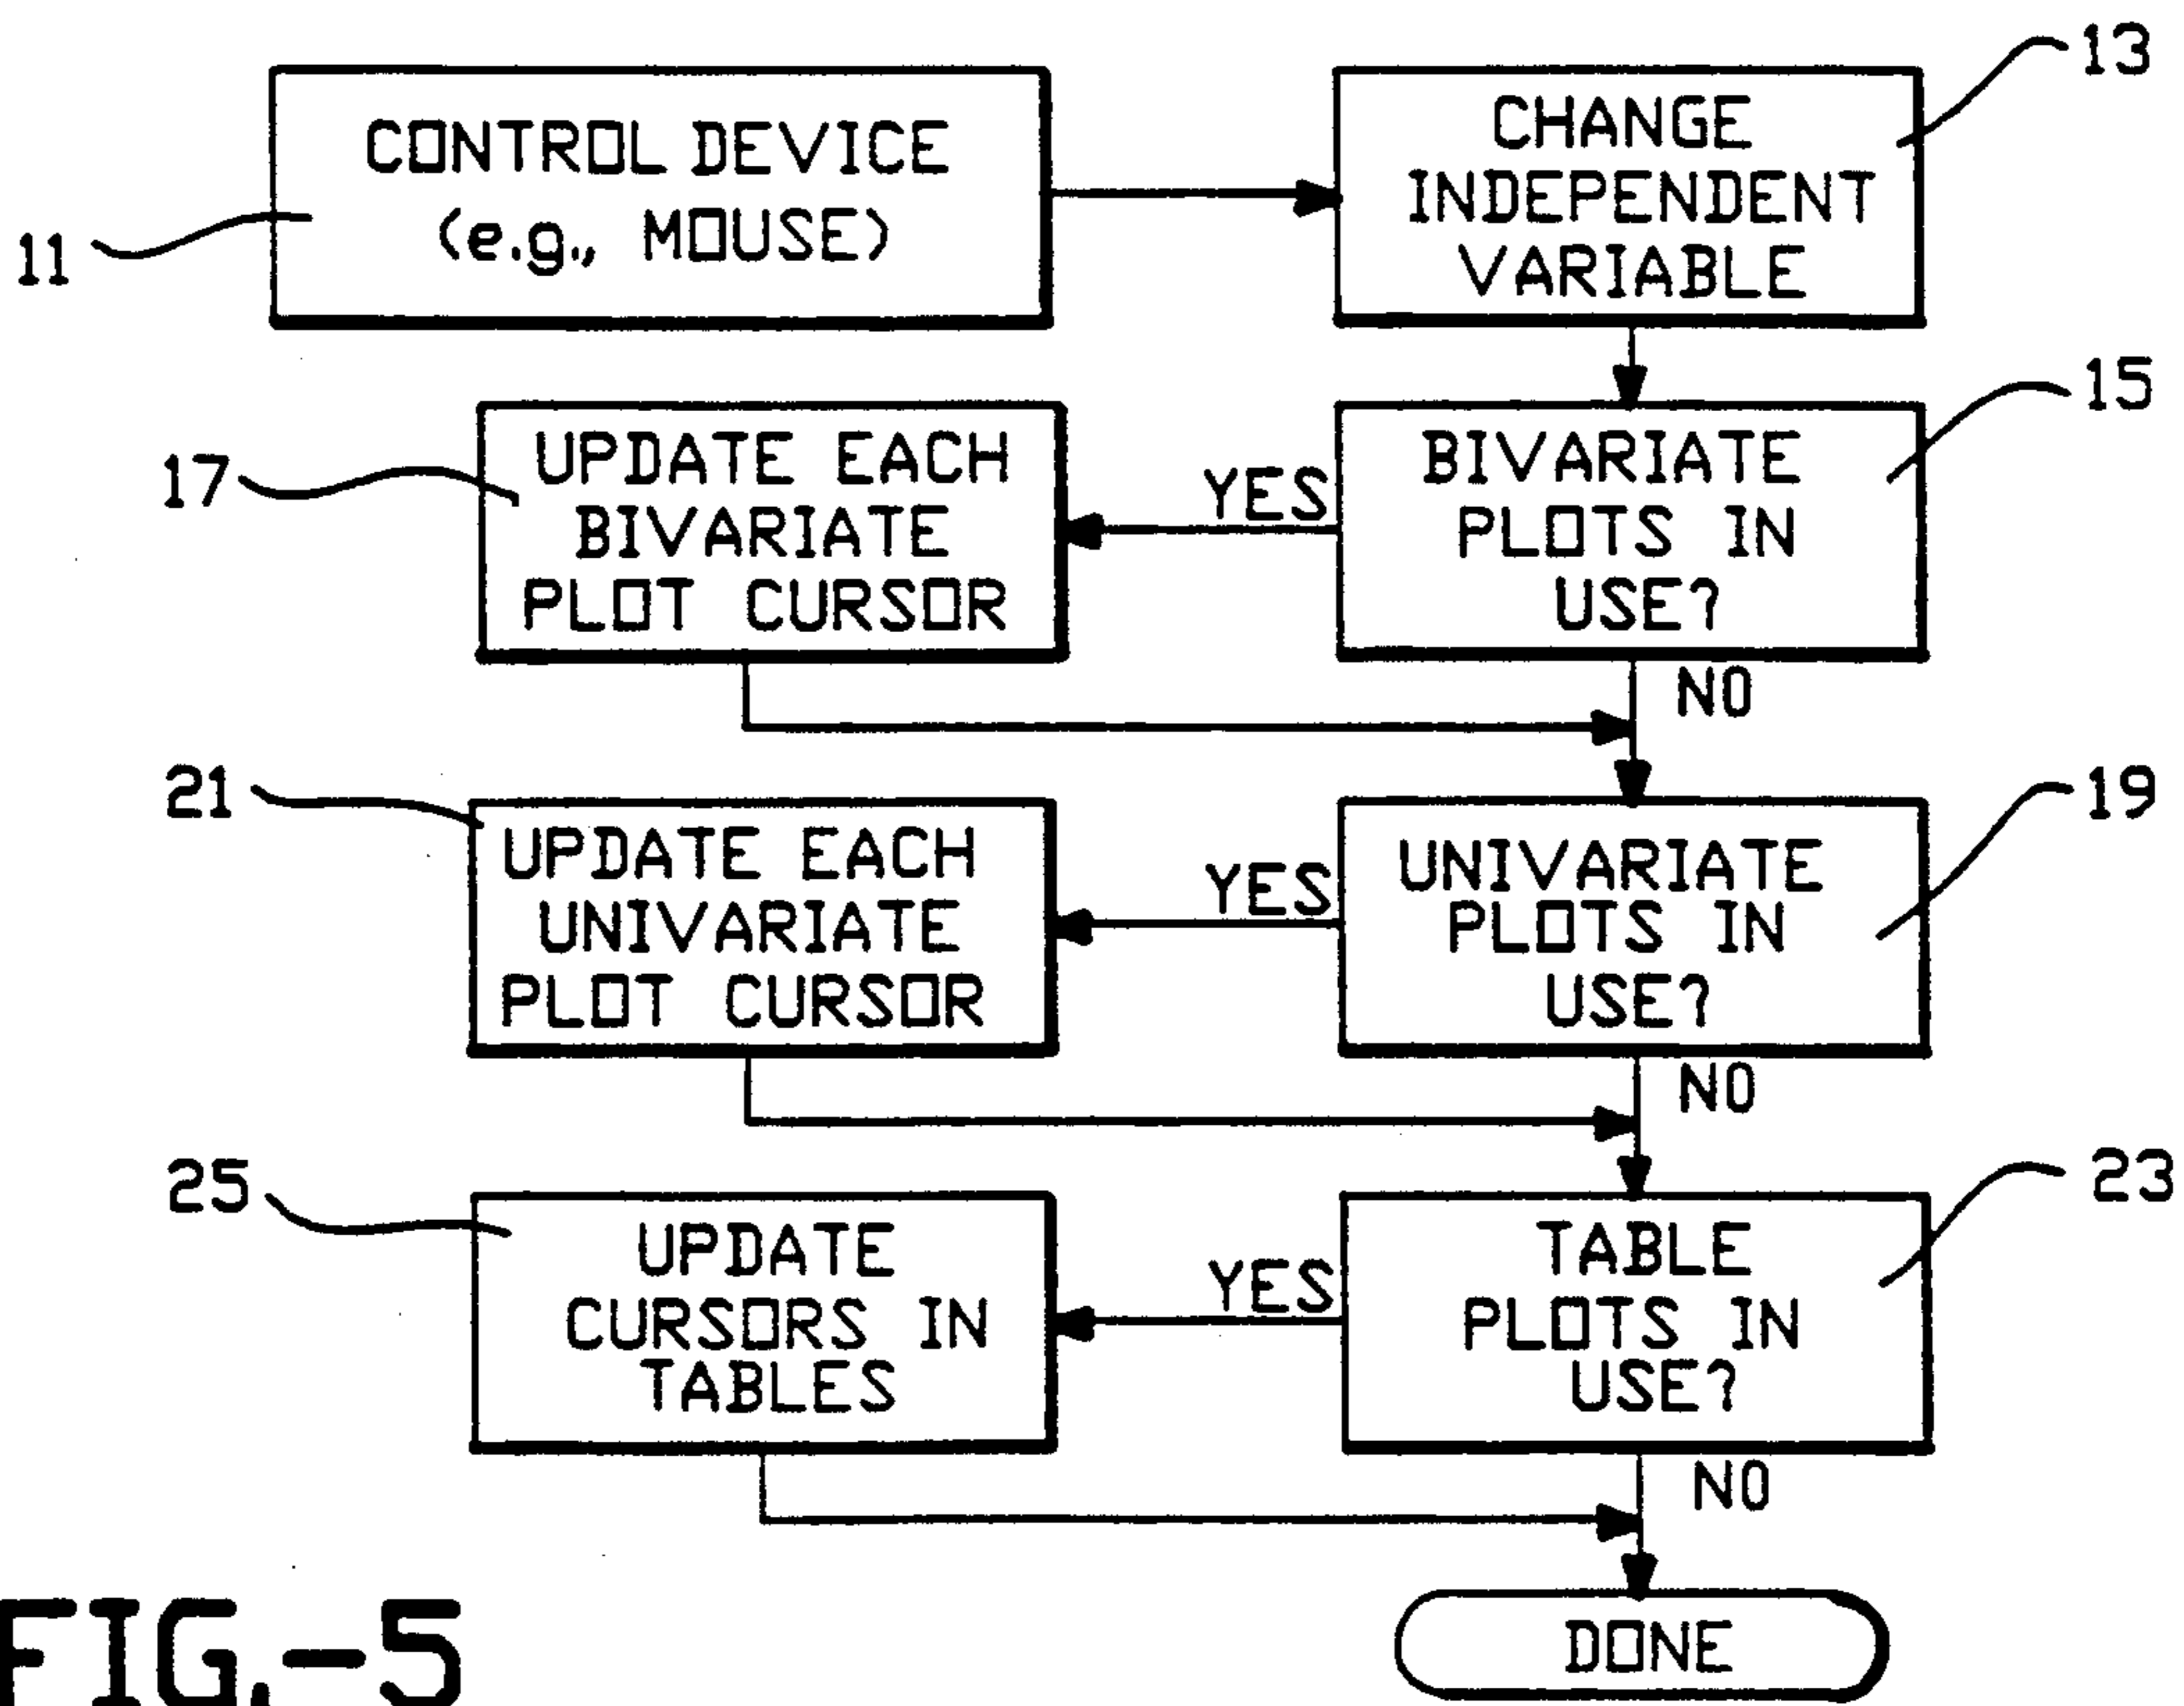 13
CONTROL DEVICE
(e.g., MOUSE)
11
CHANGE
INDEPENDENT
VARIABLE
15
17
UPDATE EACH
BIVARIATE
PLOT CURSOR
YES
BIVARIATE
PLOTS IN
USE?
NO
21
19
UPDATE EACH
UNIVARIATE
PLOT CURSOR
YES
UNIVARIATE
PLOTS IN
USE?
NO
25
23
UPDATE
CURSORS IN
TABLES
YES
TABLE
PLOTS IN
USE?
NO
DONE
FIG.-5